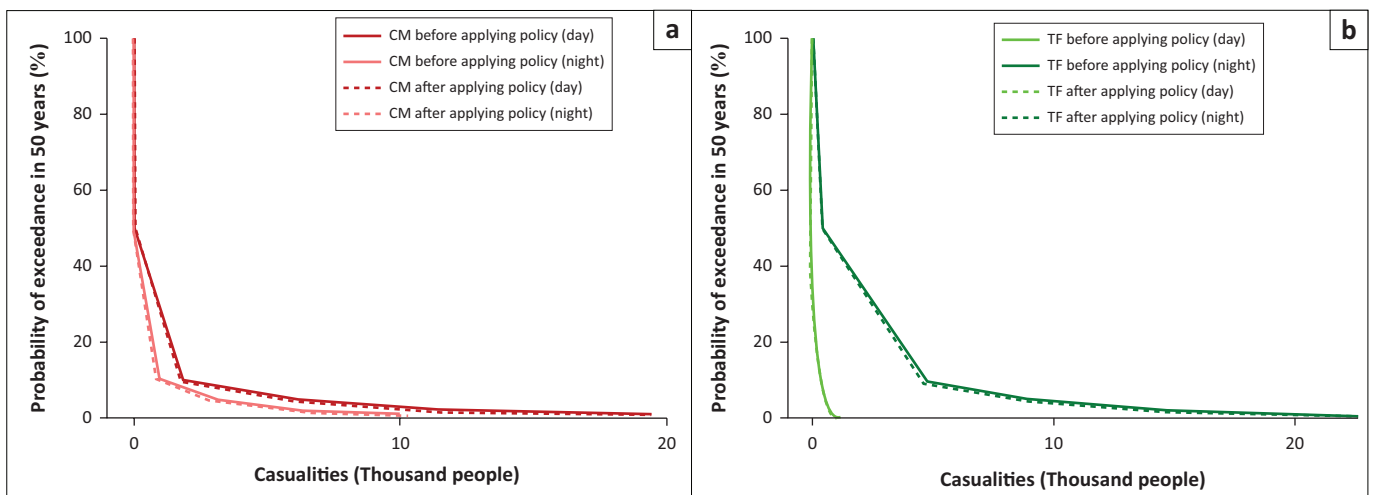 a
CM before applying policy (day)
CM before applying policy (night)
CM after applying policy (day)
CM after applying policy (night)
Probability of exceedance in 50 years (%)
100
80
60
40
20
0
0
10
20
Casualities (Thousand people)
b
TF before applying policy (day)
TF before applying policy (night)
TF after applying policy (day)
TF after applying policy (night)
Probability of exceedance in 50 years (%)
100
80
60
40
20
0
0
10
20
Casualities (Thousand people)